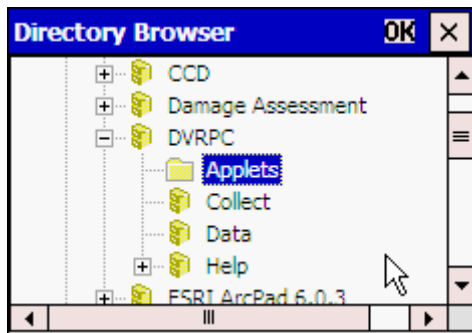 Directory Browser OK
CCD
Damage Assessment
DVRPC
Applets
Collect
Data
Help
ESRI ArcPad 6.0.3